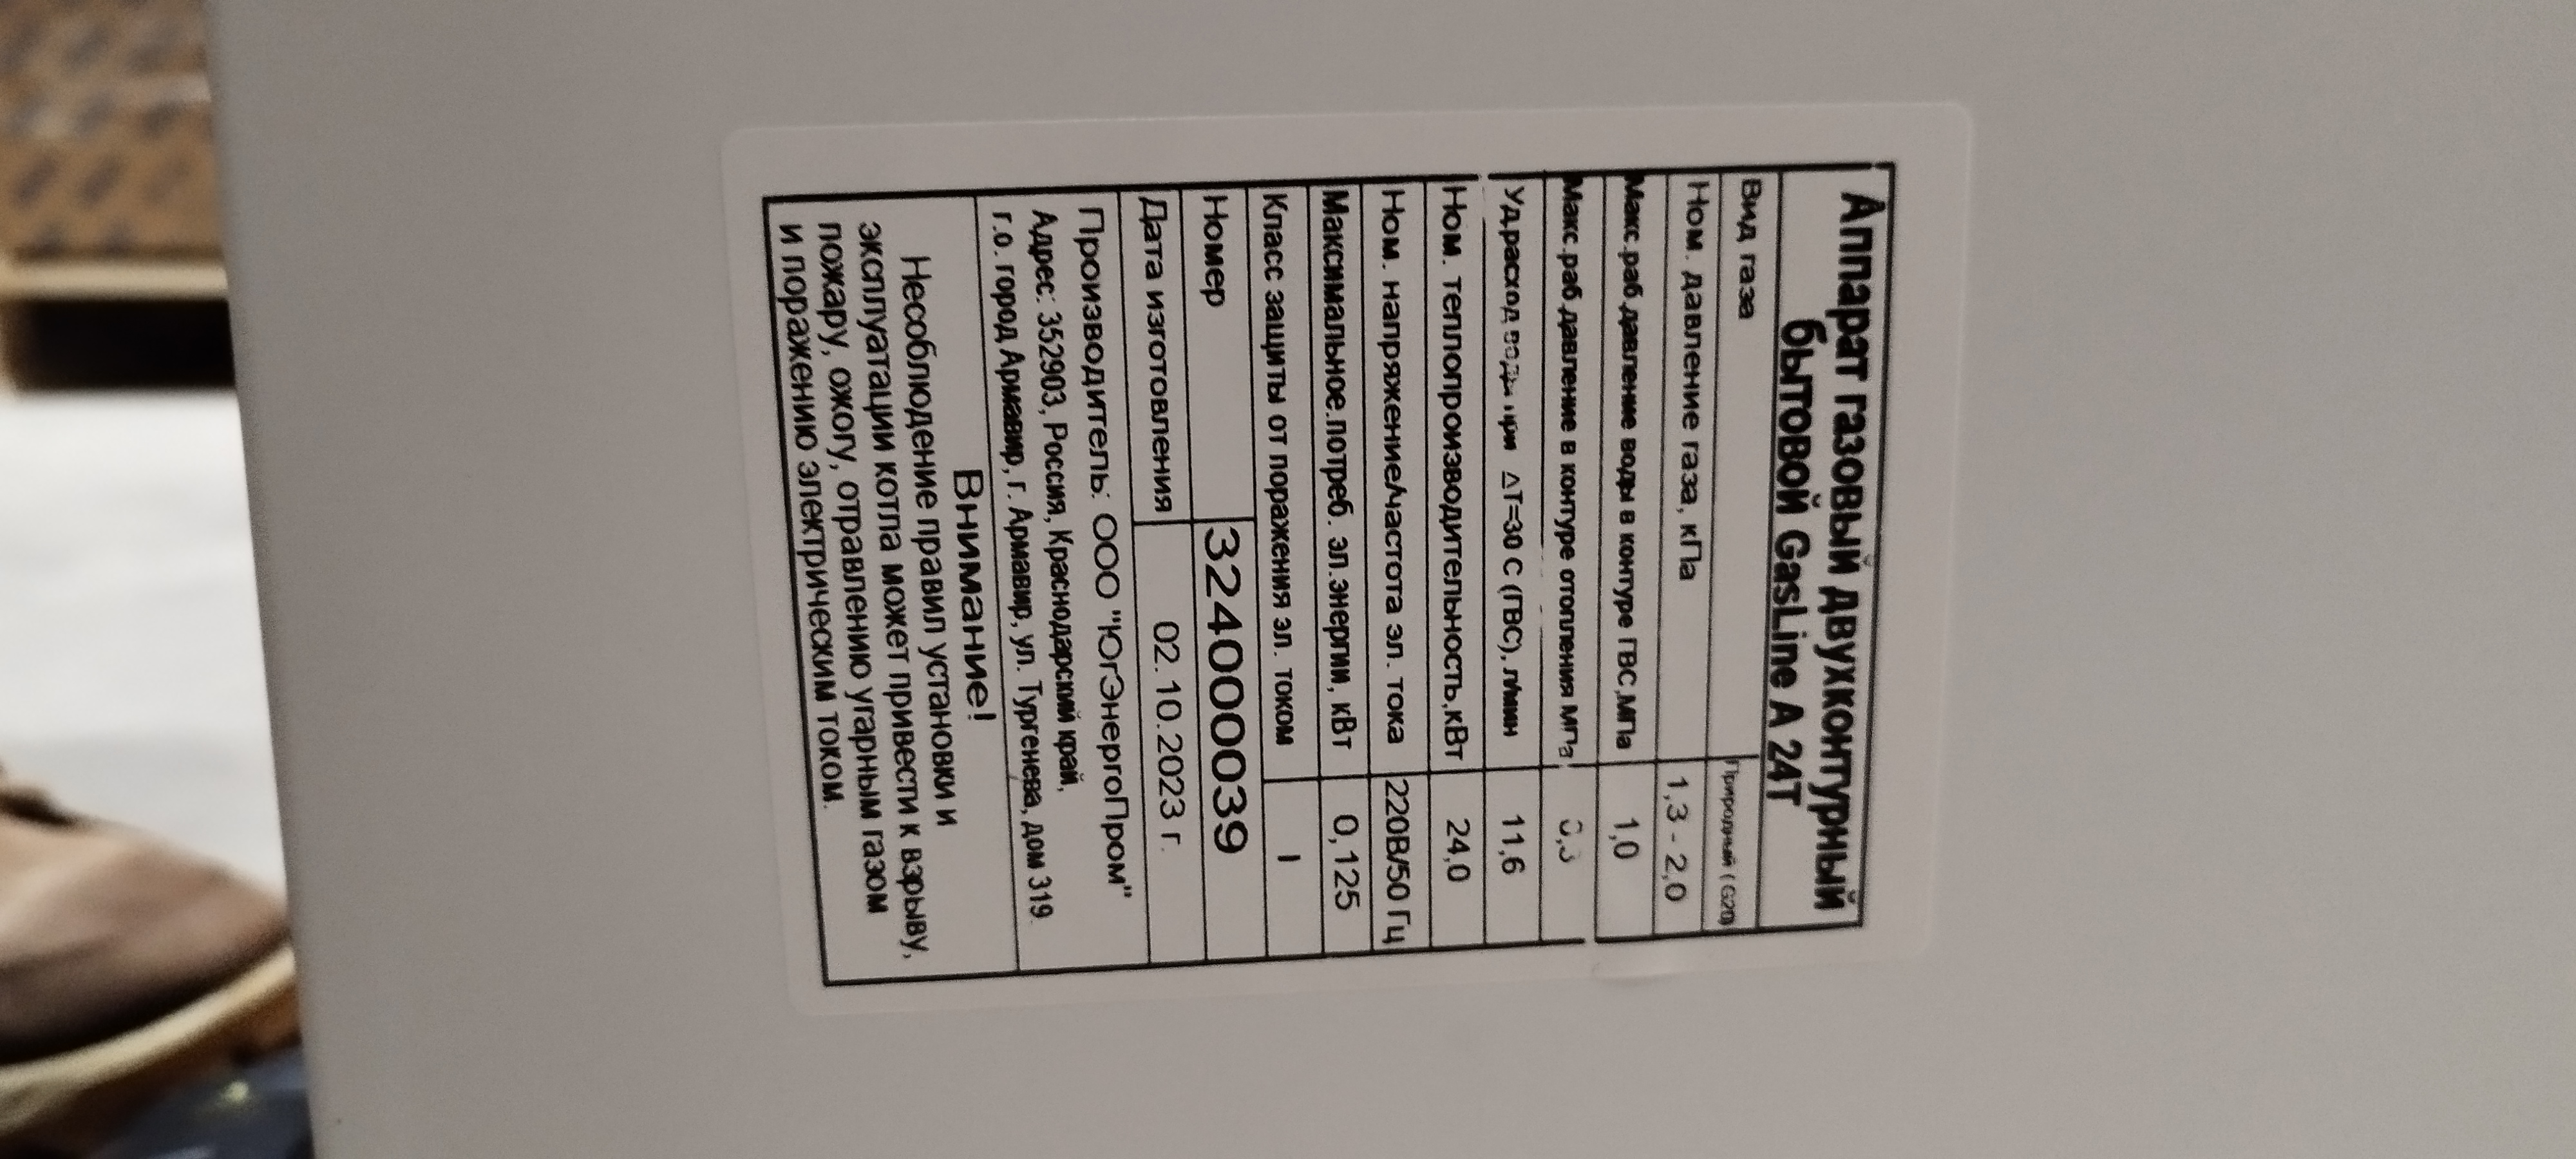 Аппарат газовый двухконтурный
бытовой GasLine A 24T
Вид газа Природный ( G20)
Ном. давление газа, кПа 1,3 - 2,0
Макс.раб.давление воды в контуре ГВС,МПа 1,0
Макс.раб.давление в контуре отопления МПа 0,3
Уд.расход воды при ΔT=30 С (ГВС), л/мин 11,6
Ном. теплопроизводительность,кВт 24,0
Ном. напряжение/частота эл. тока 220В/50 Гц
Максимальное.потреб. эл.энергии, кВт 0,125
Класс защиты от поражения эл. током I
Номер 3240000039
Дата изготовления 02.10.2023 г.
Производитель: ООО "ЮгЭнергоПром"
Адрес: 352903, Россия, Краснодарский край,
г.о. город Армавир, г. Армавир, ул. Тургенева, дом 319
Внимание!
Несоблюдение правил установки и
эксплуатации котла может привести к взрыву,
пожару, ожогу, отравлению угарным газом
и поражению электрическим током.